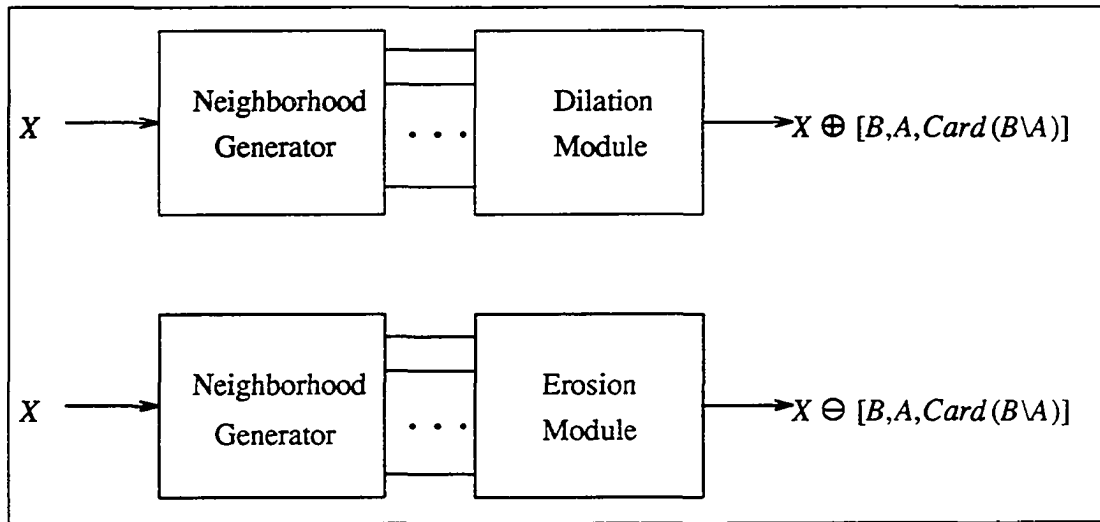 X
Neighborhood
Generator
. . .
Dilation
Module
X ⊕ [B,A,Card(B\A)]
X
Neighborhood
Generator
. . .
Erosion
Module
X ⊖ [B,A,Card(B\A)]